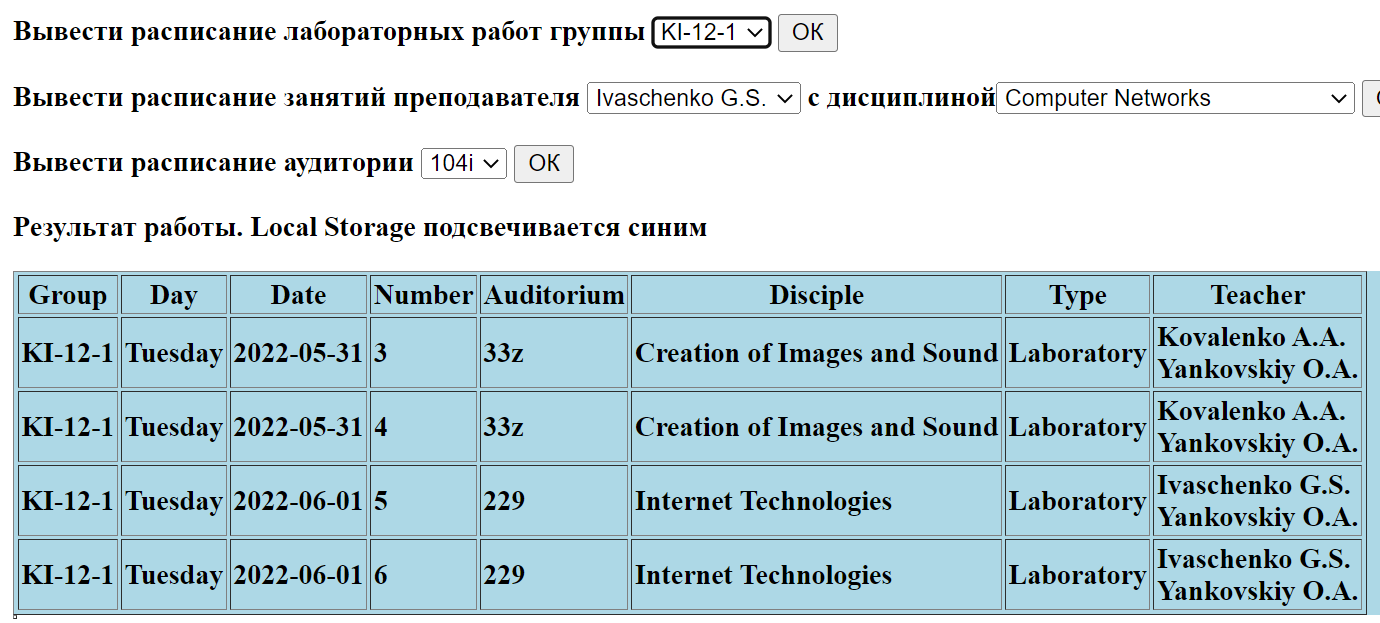 Вывести расписание лабораторных работ группы KI-12-1 ОК
Вывести расписание занятий преподавателя Ivaschenko G.S. с дисциплиной Computer Networks
Вывести расписание аудитории 104i ОК
Результат работы. Local Storage подсвечивается синим
Group Day Date Number Auditorium Disciple Type Teacher
KI-12-1 Tuesday 2022-05-31 3 33z Creation of Images and Sound Laboratory Kovalenko A.A.
Yankovskiy O.A.
KI-12-1 Tuesday 2022-05-31 4 33z Creation of Images and Sound Laboratory Kovalenko A.A.
Yankovskiy O.A.
KI-12-1 Tuesday 2022-06-01 5 229 Internet Technologies Laboratory Ivaschenko G.S.
Yankovskiy O.A.
KI-12-1 Tuesday 2022-06-01 6 229 Internet Technologies Laboratory Ivaschenko G.S.
Yankovskiy O.A.